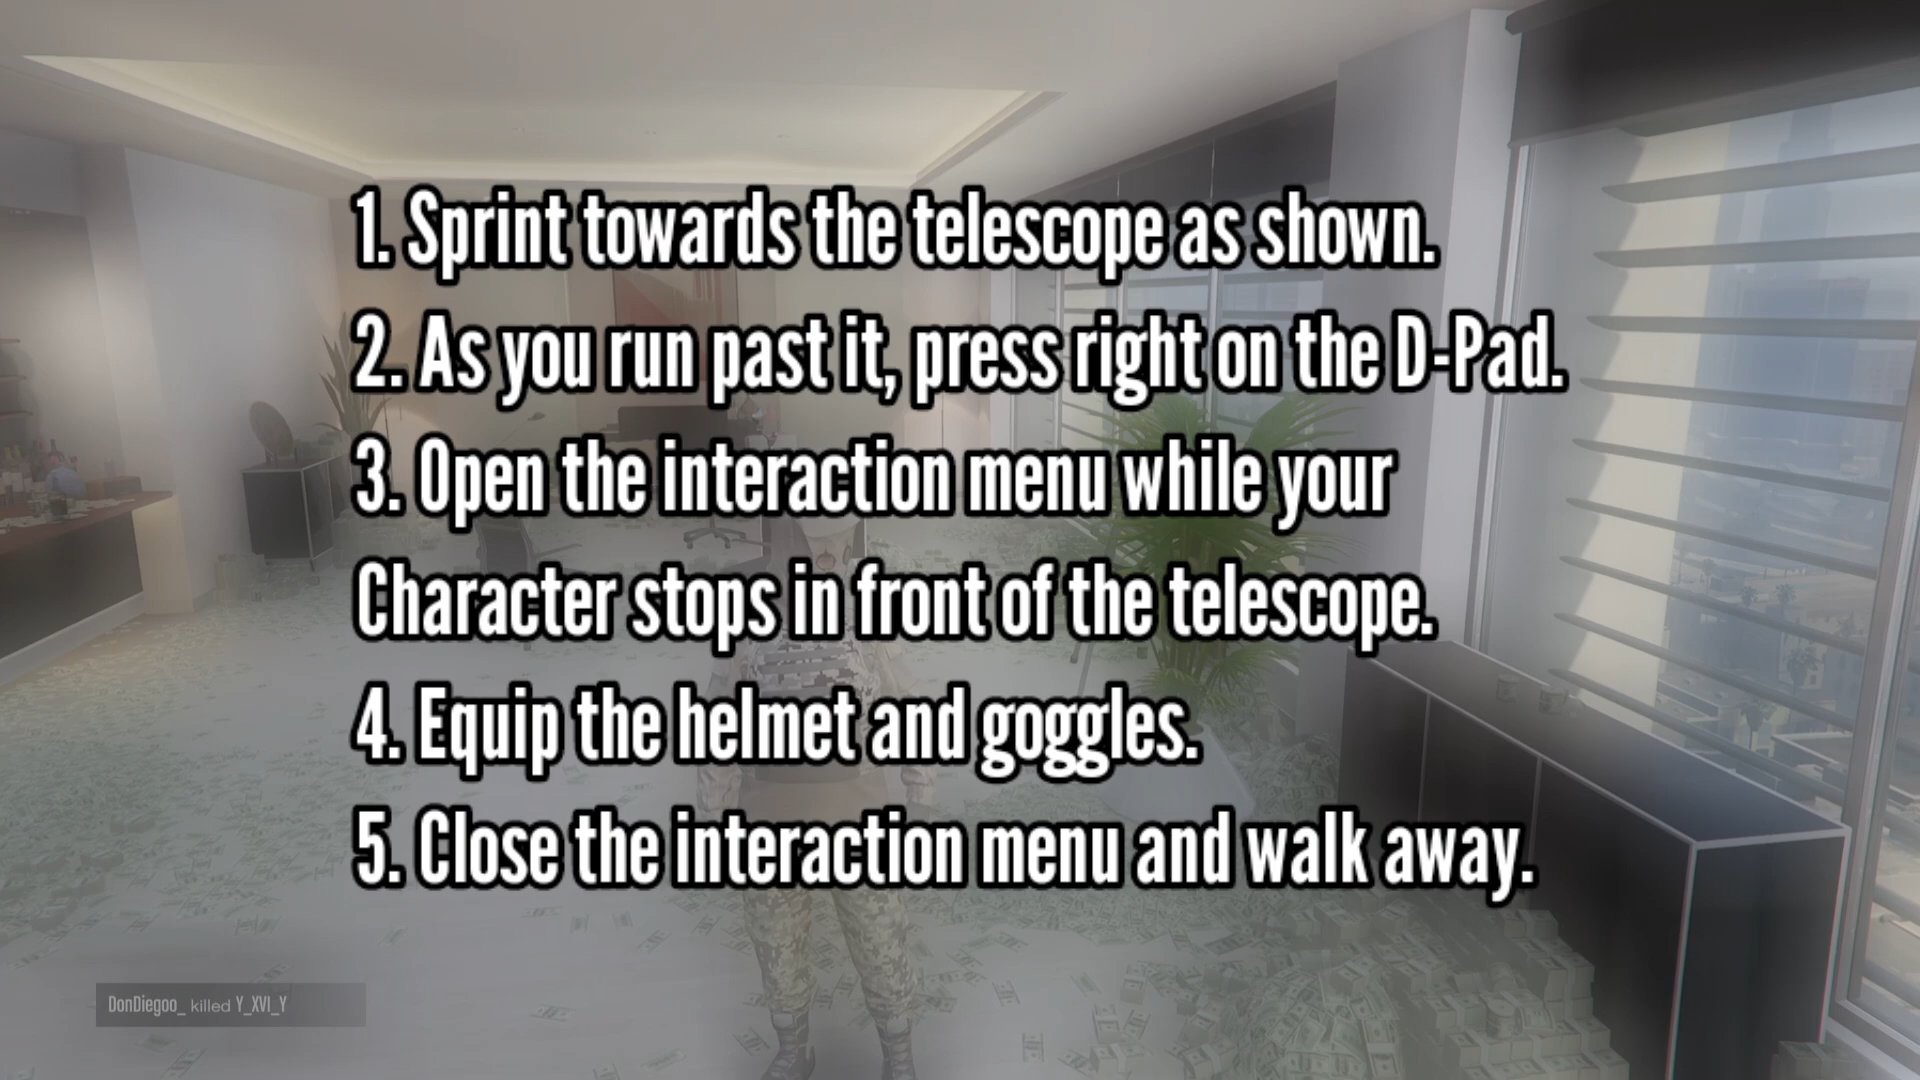 1. Sprint towards the telescope as shown.
2. As you run past it, press right on the D-Pad.
3. Open the interaction menu while your
Character stops in front of the telescope.
4. Equip the helmet and goggles.
5. Close the interaction menu and walk away.
DonDiegoo_ killed Y_XVI_Y